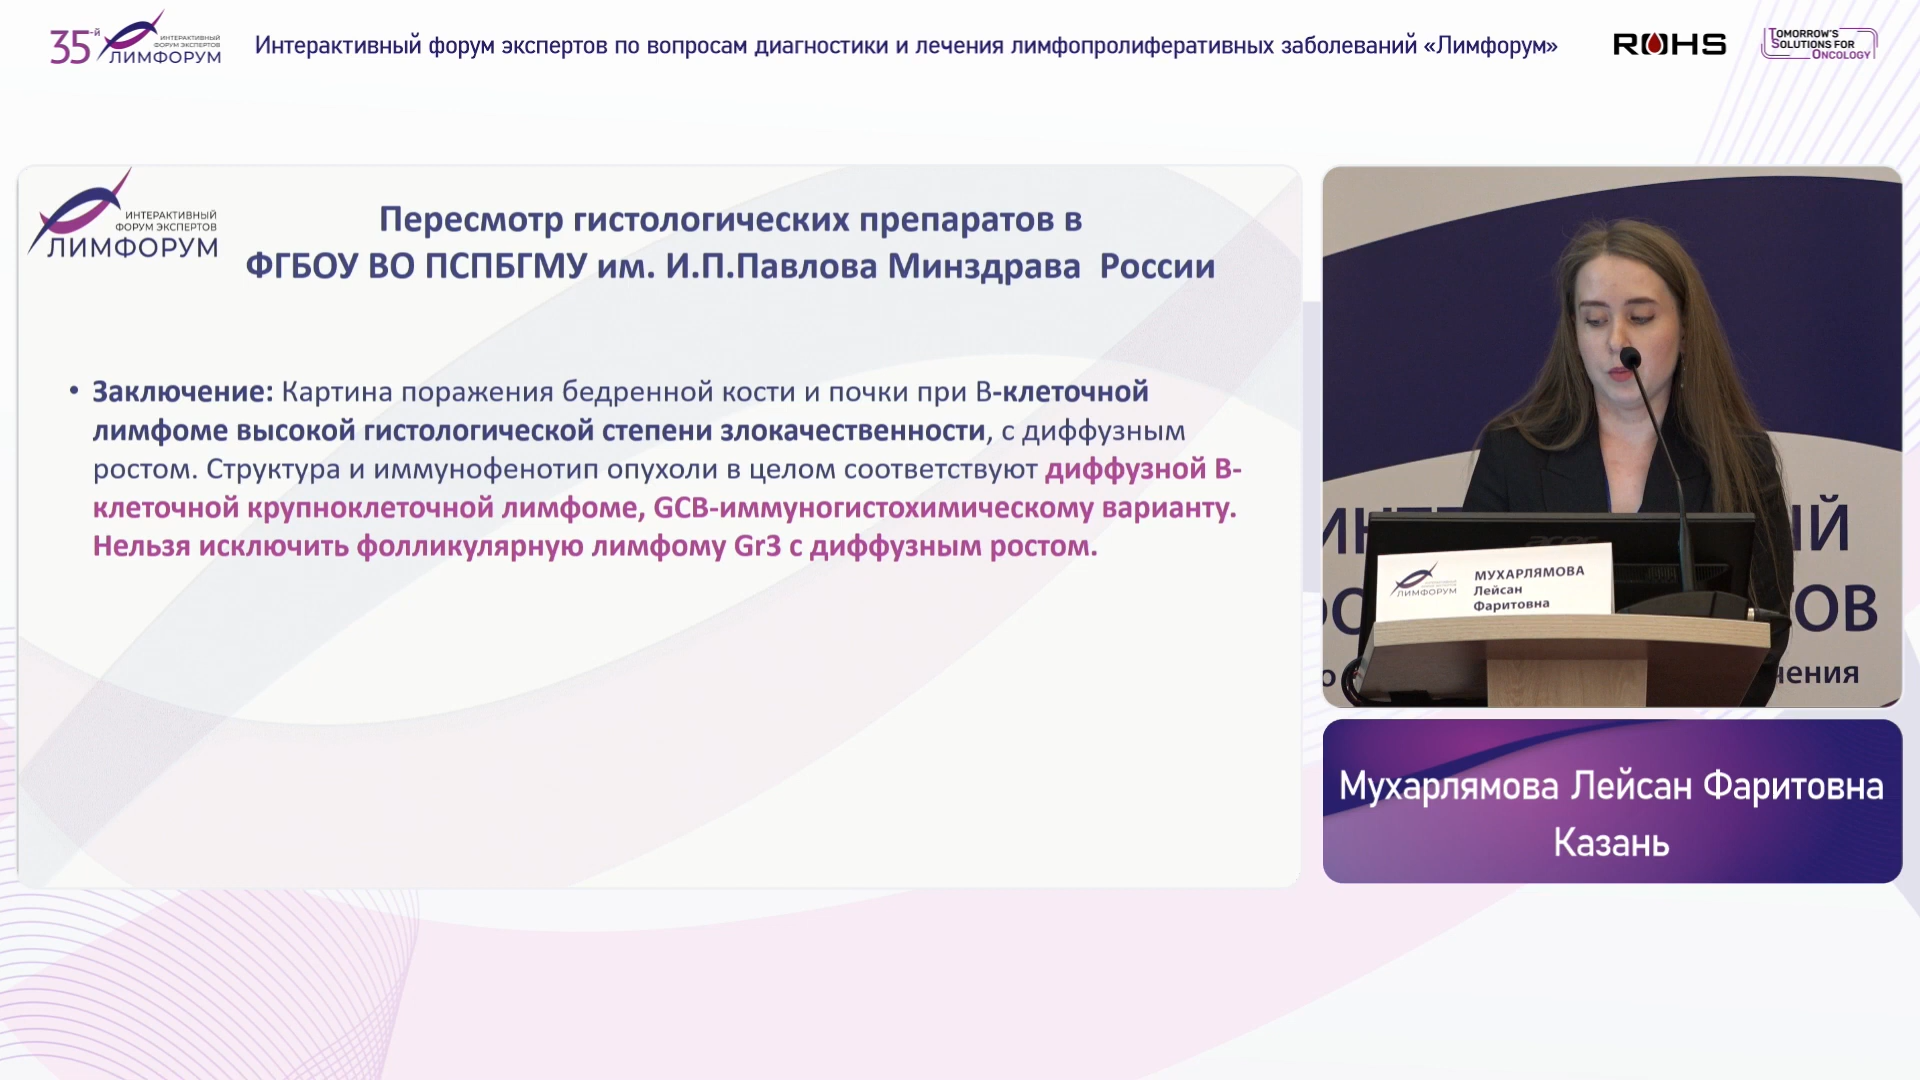 35-й
ИНТЕРАКТИВНЫЙ
ФОРУМ ЭКСПЕРТОВ
ЛИМФОРУМ
Интерактивный форум экспертов по вопросам диагностики и лечения лимфопролиферативных заболеваний «Лимфорум»
ROHS
TOMORROW'S
SOLUTIONS FOR
ONCOLOGY
ИНТЕРАКТИВНЫЙ
ФОРУМ ЭКСПЕРТОВ
ЛИМФОРУМ
Пересмотр гистологических препаратов в
ФГБОУ ВО ПСПБГМУ им. И.П.Павлова Минздрава России
• Заключение: Картина поражения бедренной кости и почки при В-клеточной
лимфоме высокой гистологической степени злокачественности, с диффузным
ростом. Структура и иммунофенотип опухоли в целом соответствуют диффузной В-
клеточной крупноклеточной лимфоме, GCB-иммуногистохимическому варианту.
Нельзя исключить фолликулярную лимфому Gr3 с диффузным ростом.
acer
ЛИМФОРУМ
МУХАРЛЯМОВА
Лейсан
Фаритовна
Мухарлямова Лейсан Фаритовна
Казань